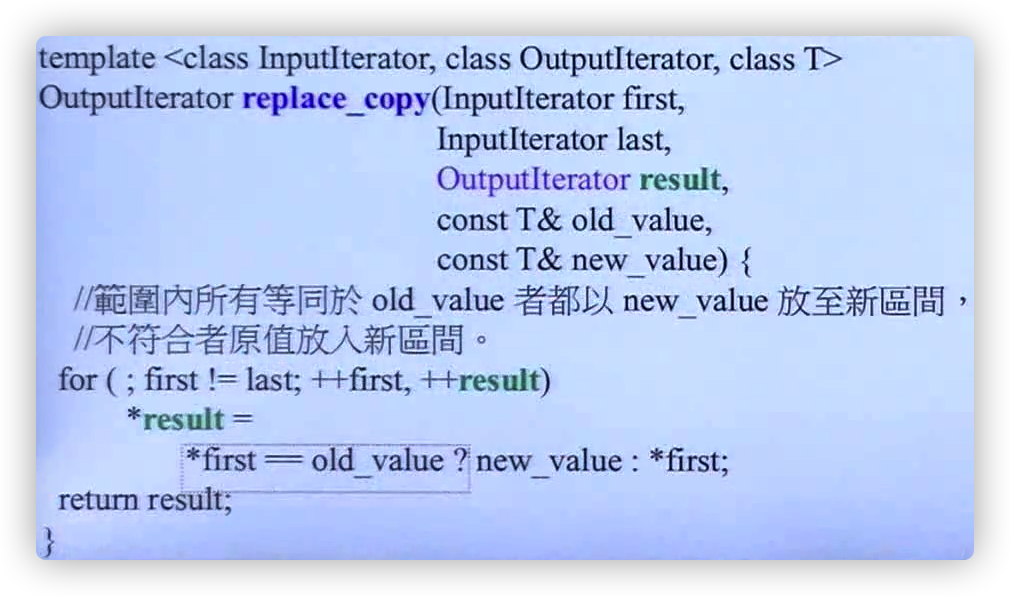 template <class InputIterator, class OutputIterator, class T>
OutputIterator replace_copy(InputIterator first,
InputIterator last,
OutputIterator result,
const T& old_value,
const T& new_value) {
//範圍內所有等同於 old_value 者都以 new_value 放至新區間，
//不符合者原值放入新區間。
for ( ; first != last; ++first, ++result)
*result =
*first == old_value ? new_value : *first;
return result;
}